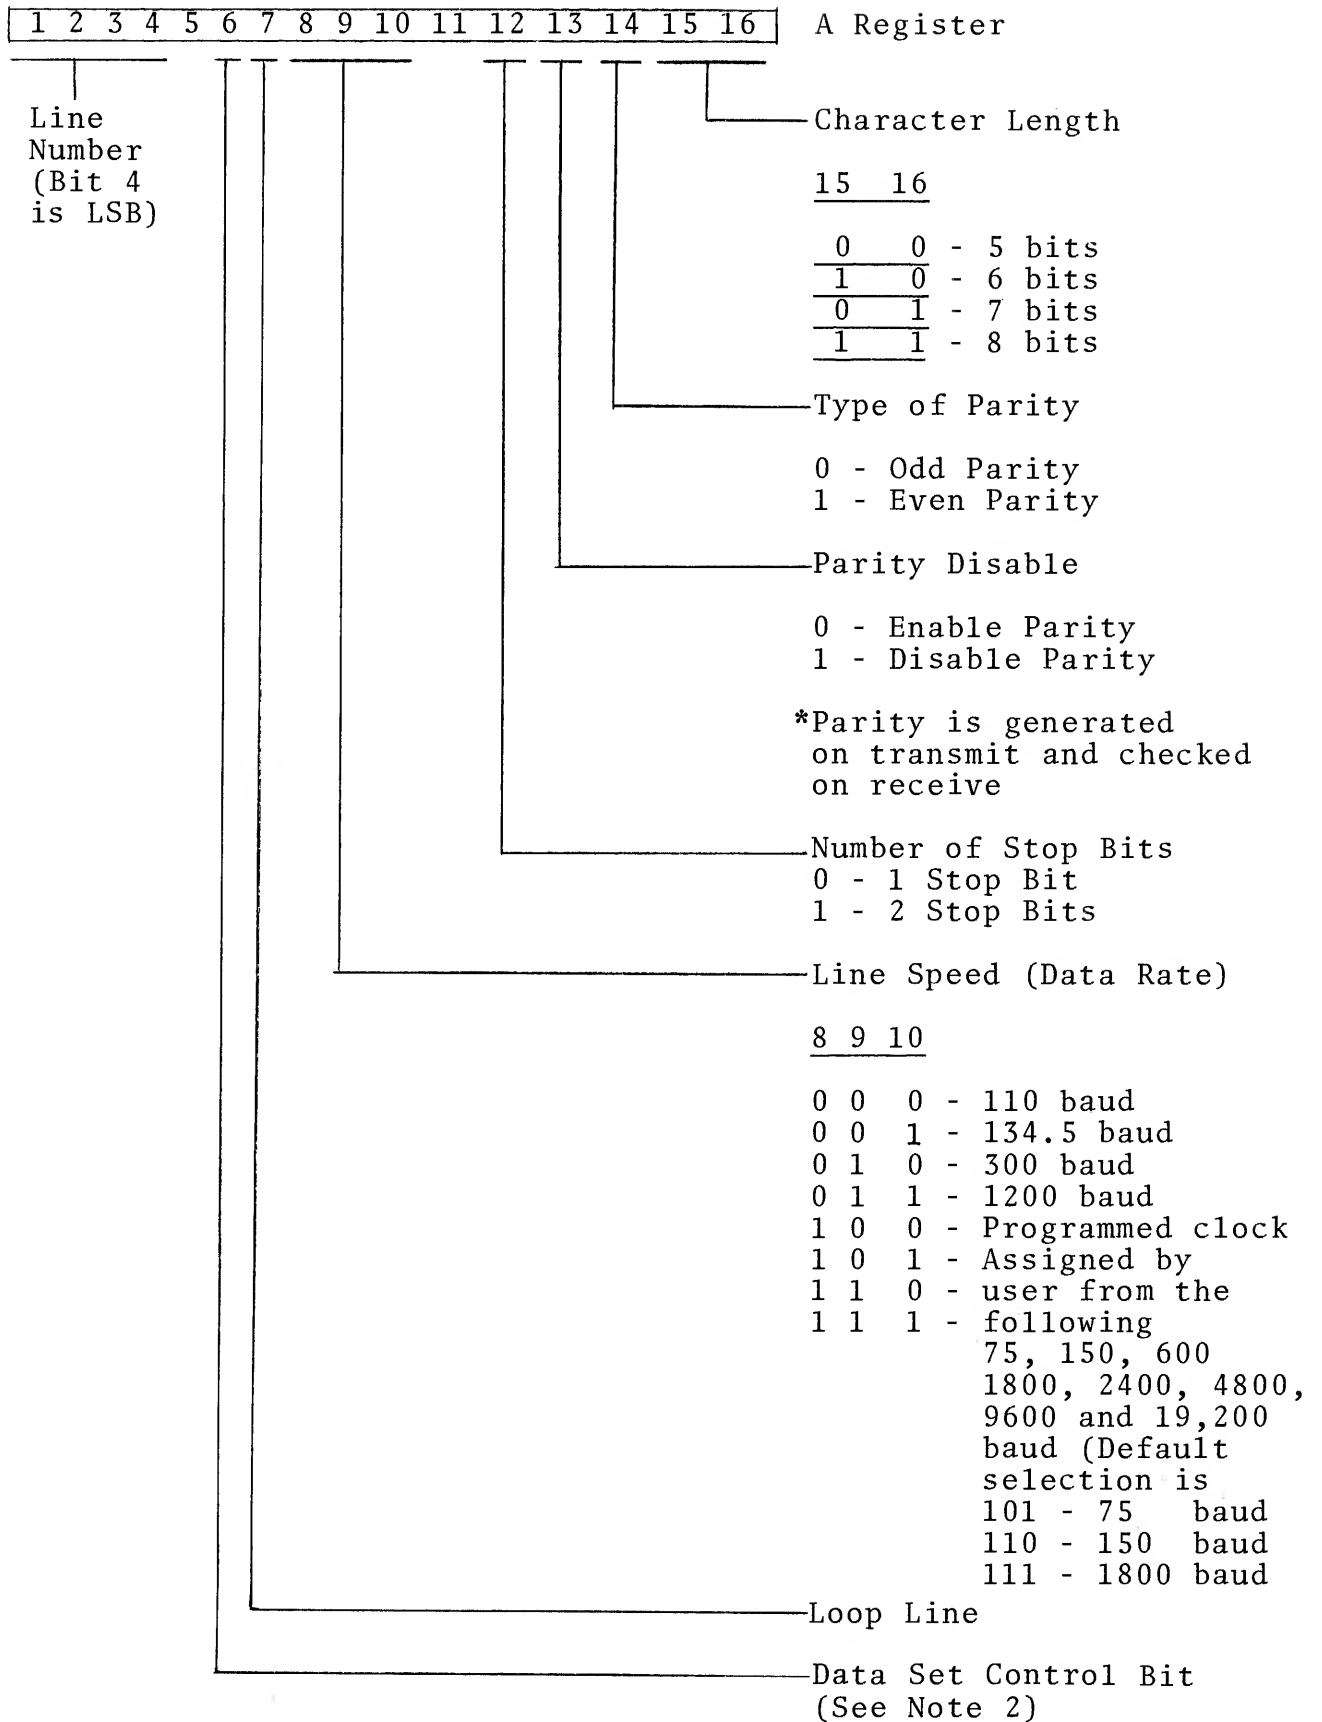 1 2 3 4 5 6 7 8 9 10 11 12 13 14 15 16 A Register
Line
Number
(Bit 4
is LSB)
Character Length
15 16
0 0 - 5 bits
1 0 - 6 bits
0 1 - 7 bits
1 1 - 8 bits
Type of Parity
0 - Odd Parity
1 - Even Parity
Parity Disable
0 - Enable Parity
1 - Disable Parity
*Parity is generated
on transmit and checked
on receive
Number of Stop Bits
0 - 1 Stop Bit
1 - 2 Stop Bits
Line Speed (Data Rate)
8 9 10
0 0 0 - 110 baud
0 0 1 - 134.5 baud
0 1 0 - 300 baud
0 1 1 - 1200 baud
1 0 0 - Programmed clock
1 0 1 - Assigned by
1 1 0 - user from the
1 1 1 - following
75, 150, 600
1800, 2400, 4800,
9600 and 19,200
baud (Default
selection is
101 - 75 baud
110 - 150 baud
111 - 1800 baud
Loop Line
Data Set Control Bit
(See Note 2)